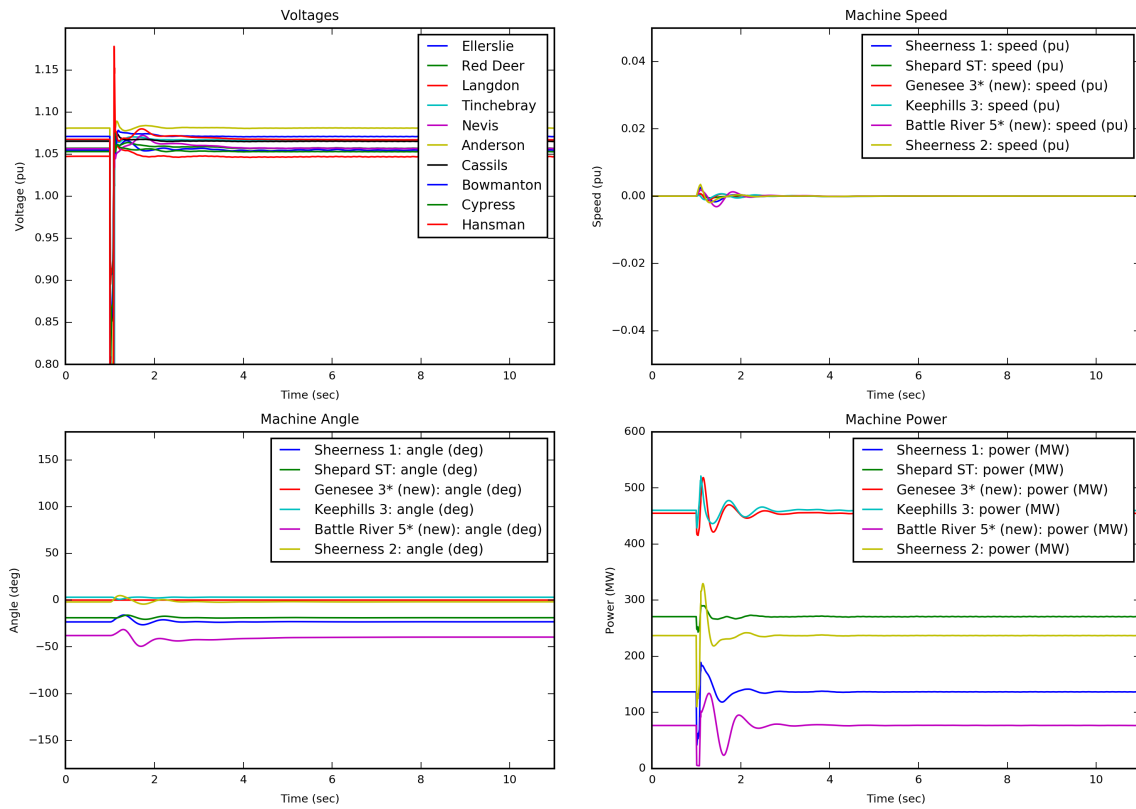 Voltages
Voltage (pu)
1.15
1.10
1.05
1.00
0.95
0.90
0.85
0.80
0 2 4 6 8 10
Time (sec)
Ellerslie
Red Deer
Langdon
Tinchebray
Nevis
Anderson
Cassils
Bowmanton
Cypress
Hansman
Machine Speed
Speed (pu)
0.04
0.02
0.00
−0.02
−0.04
0 2 4 6 8 10
Time (sec)
Sheerness 1: speed (pu)
Shepard ST: speed (pu)
Genesee 3* (new): speed (pu)
Keephills 3: speed (pu)
Battle River 5* (new): speed (pu)
Sheerness 2: speed (pu)
Machine Angle
Angle (deg)
150
100
50
0
−50
−100
−150
0 2 4 6 8 10
Time (sec)
Sheerness 1: angle (deg)
Shepard ST: angle (deg)
Genesee 3* (new): angle (deg)
Keephills 3: angle (deg)
Battle River 5* (new): angle (deg)
Sheerness 2: angle (deg)
Machine Power
Power (MW)
600
500
400
300
200
100
0
0 2 4 6 8 10
Time (sec)
Sheerness 1: power (MW)
Shepard ST: power (MW)
Genesee 3* (new): power (MW)
Keephills 3: power (MW)
Battle River 5* (new): power (MW)
Sheerness 2: power (MW)